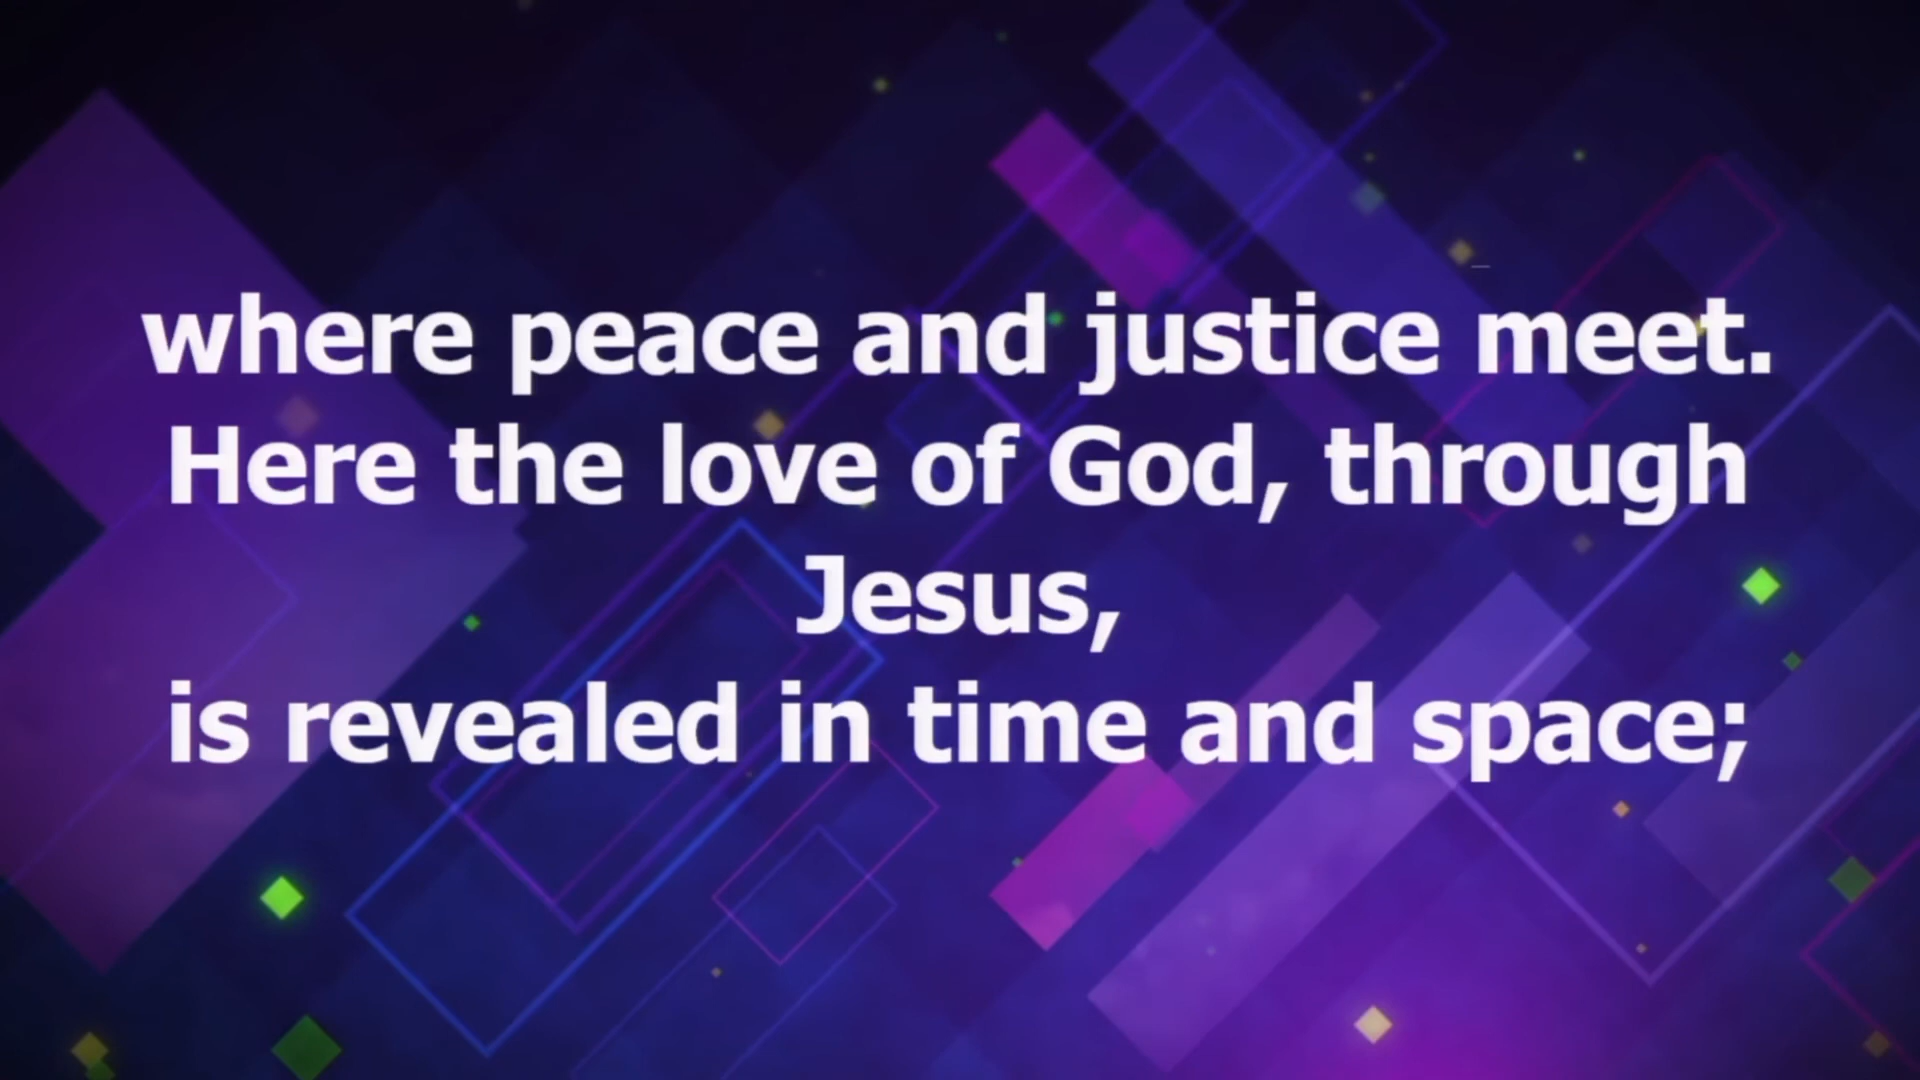 where peace and justice meet.
Here the love of God, through
Jesus,
is revealed in time and space;